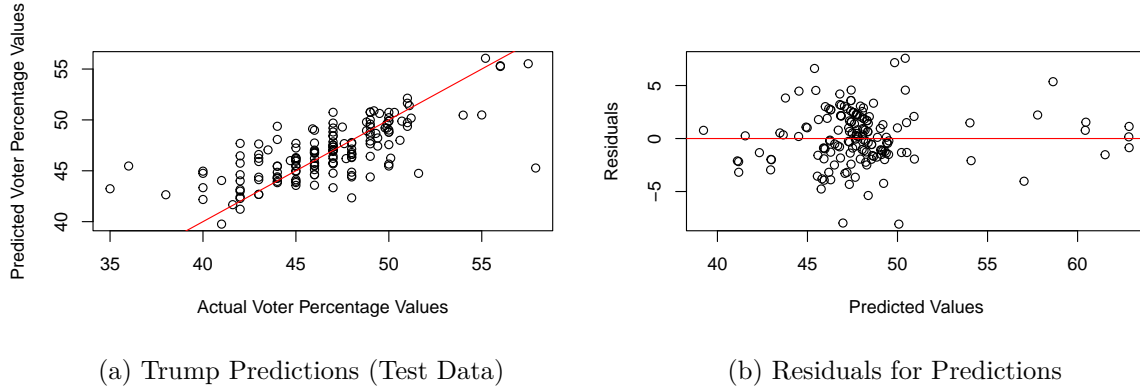 Predicted Voter Percentage Values
55
50
45
40
35 40 45 50 55
Actual Voter Percentage Values
(a) Trump Predictions (Test Data)
Residuals
5
0
−5
40 45 50 55 60
Predicted Values
(b) Residuals for Predictions